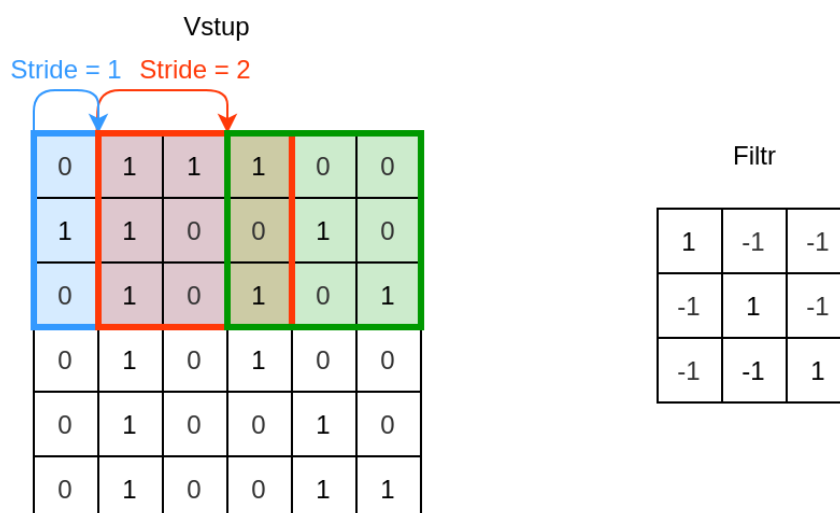 Vstup
Stride = 1 Stride = 2
Filtr
0 1 1 1 0 0
1 1 0 0 1 0
0 1 0 1 0 1
0 1 0 1 0 0
0 1 0 0 1 0
0 1 0 0 1 1
1 -1 -1
-1 1 -1
-1 -1 1